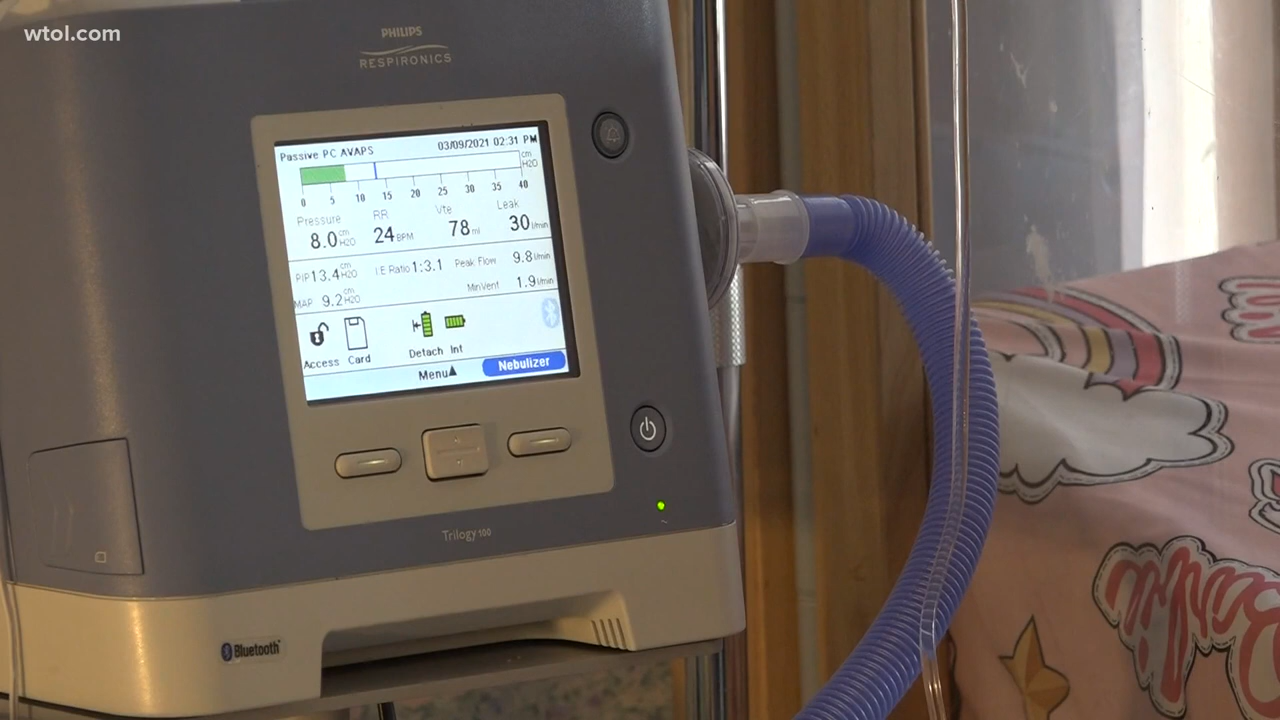 wtol.com
PHILIPS
RESPIRONICS
Passive PC AVAPS 03/09/2021 02:31 PM
cm
H2O
0 5 10 15 20 25 30 35 40
Pressure RR Vte Leak
8.0 cm H2O 24 BPM 78 ml 30 l/min
PIP 13.4 cm H2O I:E Ratio 1:3.1 Peak Flow 9.8 l/min
MAP 9.2 cm H2O MinVent 1.9 l/min
Access Card Detach Int
Menu▲ Nebulizer
Trilogy 100
Bluetooth